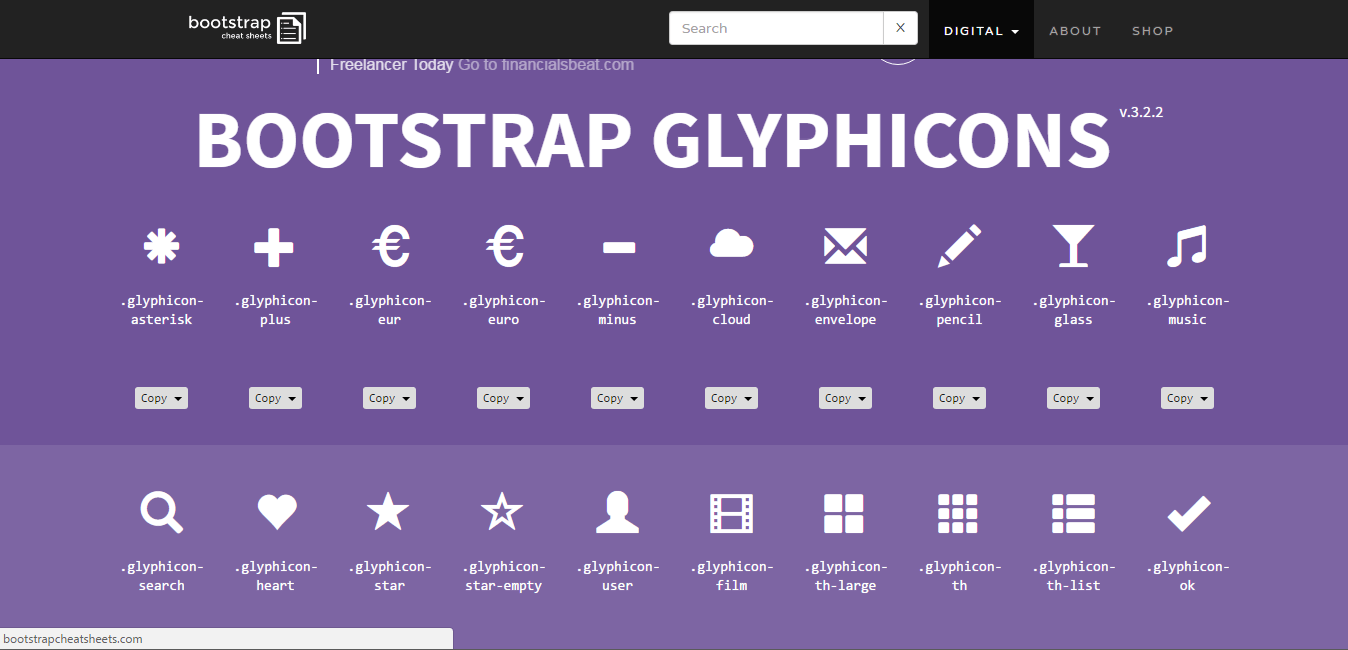 bootstrap
cheat sheets
Search X DIGITAL ABOUT SHOP
Freelancer Today Go to financialsbeat.com
BOOTSTRAP GLYPHICONS v.3.2.2
.glyphicon- .glyphicon- .glyphicon- .glyphicon- .glyphicon- .glyphicon- .glyphicon- .glyphicon- .glyphicon- .glyphicon-
asterisk plus eur euro minus cloud envelope pencil glass music
Copy Copy Copy Copy Copy Copy Copy Copy Copy Copy
.glyphicon- .glyphicon- .glyphicon- .glyphicon- .glyphicon- .glyphicon- .glyphicon- .glyphicon- .glyphicon- .glyphicon-
search heart star star-empty user film th-large th th-list ok
bootstrapcheatsheets.com